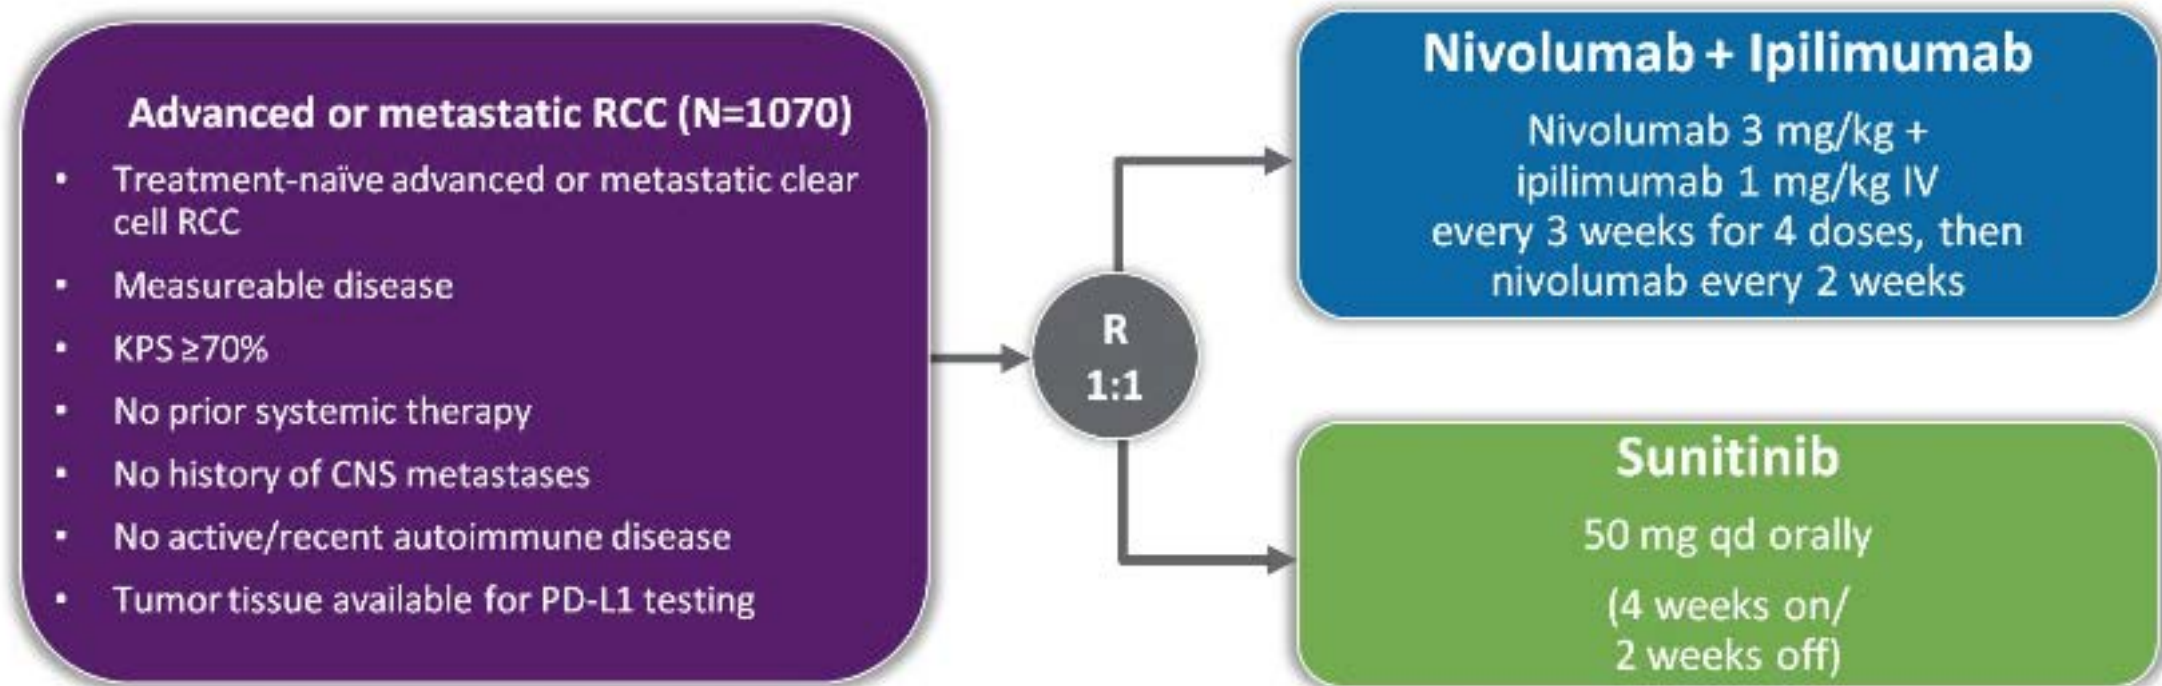 Advanced or metastatic RCC (N=1070)
▪ Treatment-naïve advanced or metastatic clear
cell RCC
▪ Measureable disease
▪ KPS ≥70%
▪ No prior systemic therapy
▪ No history of CNS metastases
▪ No active/recent autoimmune disease
▪ Tumor tissue available for PD-L1 testing
R
1:1
Nivolumab + Ipilimumab
Nivolumab 3 mg/kg +
ipilimumab 1 mg/kg IV
every 3 weeks for 4 doses, then
nivolumab every 2 weeks
Sunitinib
50 mg qd orally
(4 weeks on/
2 weeks off)